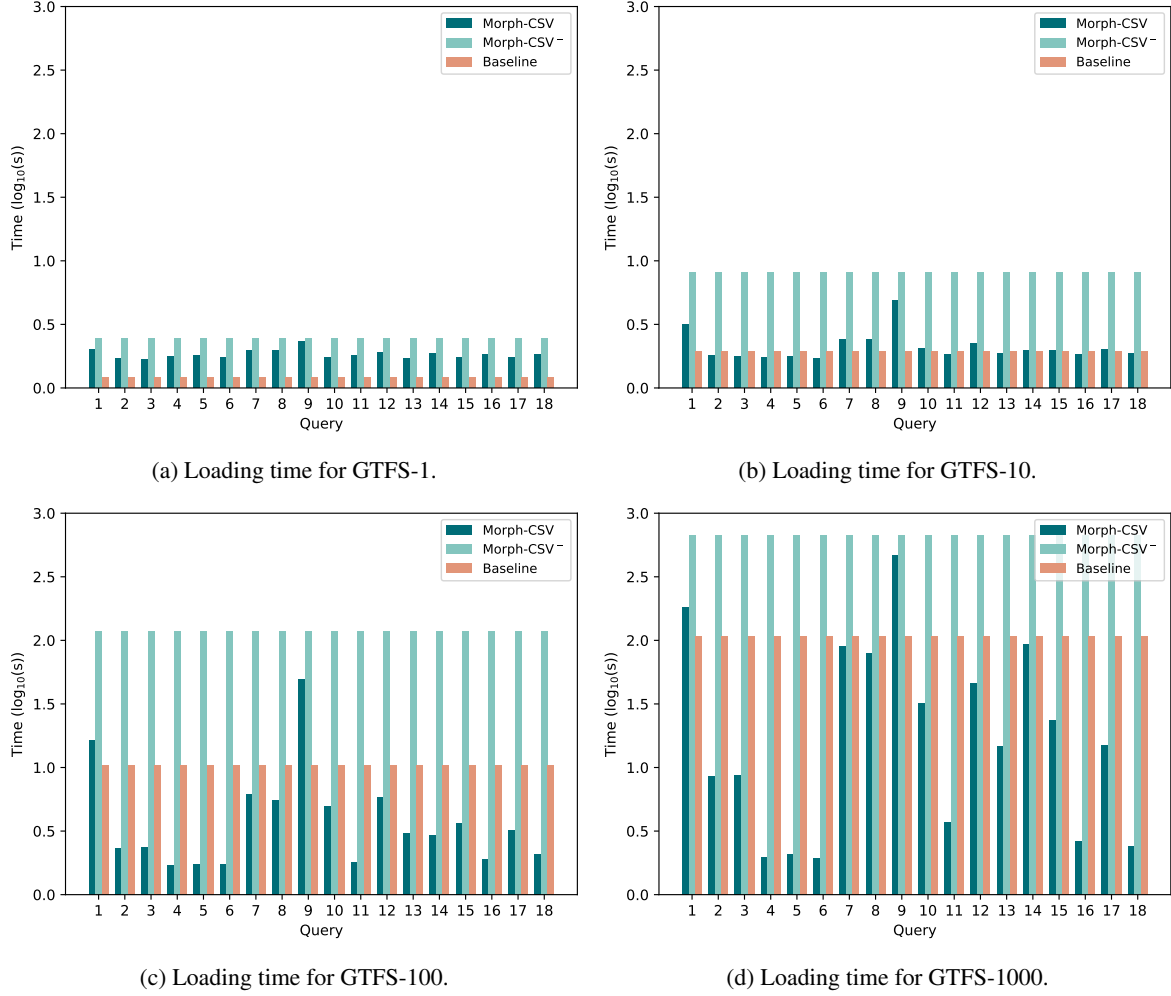 3.0
2.5
2.0
1.5
1.0
0.5
0.0
Time (log10(s))
1 2 3 4 5 6 7 8 9 10 11 12 13 14 15 16 17 18
Query
Morph-CSV
Morph-CSV−
Baseline
(a) Loading time for GTFS-1.
3.0
2.5
2.0
1.5
1.0
0.5
0.0
Time (log10(s))
1 2 3 4 5 6 7 8 9 10 11 12 13 14 15 16 17 18
Query
Morph-CSV
Morph-CSV−
Baseline
(b) Loading time for GTFS-10.
3.0
2.5
2.0
1.5
1.0
0.5
0.0
Time (log10(s))
1 2 3 4 5 6 7 8 9 10 11 12 13 14 15 16 17 18
Query
Morph-CSV
Morph-CSV−
Baseline
(c) Loading time for GTFS-100.
3.0
2.5
2.0
1.5
1.0
0.5
0.0
Time (log10(s))
1 2 3 4 5 6 7 8 9 10 11 12 13 14 15 16 17 18
Query
Morph-CSV
Morph-CSV−
Baseline
(d) Loading time for GTFS-1000.